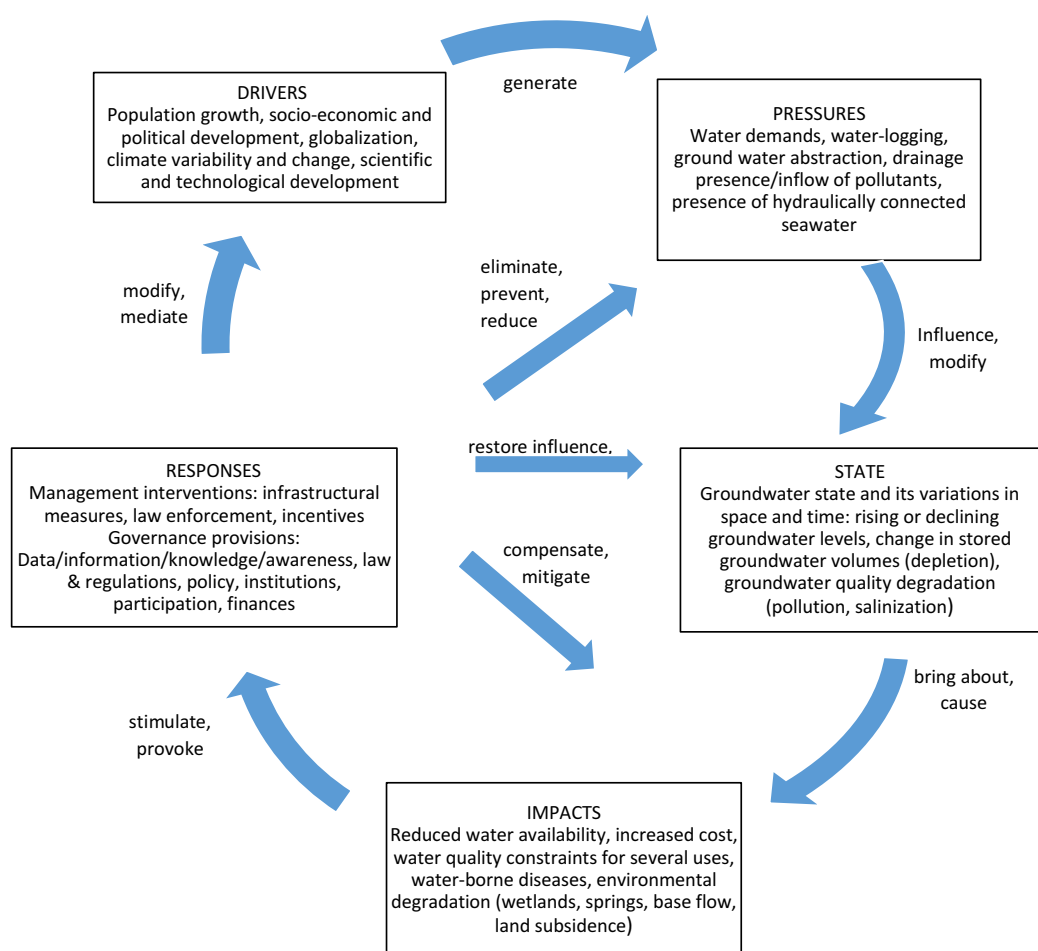 generate
DRIVERS
Population growth, socio-economic and
political development, globalization,
climate variability and change, scientific
and technological development
PRESSURES
Water demands, water-logging,
ground water abstraction, drainage
presence/inflow of pollutants,
presence of hydraulically connected
seawater
modify,
mediate
eliminate,
prevent,
reduce
Influence,
modify
restore influence,
RESPONSES
Management interventions: infrastructural
measures, law enforcement, incentives
Governance provisions:
Data/information/knowledge/awareness, law
& regulations, policy, institutions,
participation, finances
STATE
Groundwater state and its variations in
space and time: rising or declining
groundwater levels, change in stored
groundwater volumes (depletion),
groundwater quality degradation
(pollution, salinization)
compensate,
mitigate
bring about,
cause
stimulate,
provoke
IMPACTS
Reduced water availability, increased cost,
water quality constraints for several uses,
water-borne diseases, environmental
degradation (wetlands, springs, base flow,
land subsidence)